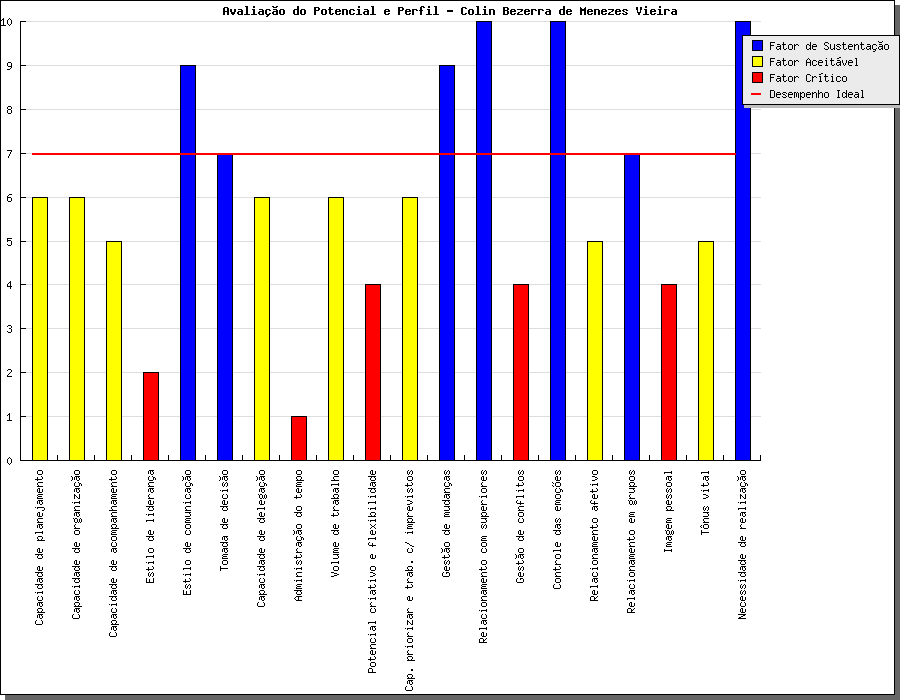 Avaliação do Potencial e Perfil - Colin Bezerra de Menezes Vieira
Fator de Sustentação
Fator Aceitável
Fator Crítico
Desempenho Ideal
10
9
8
7
6
5
4
3
2
1
0
Capacidade de planejamento
Capacidade de organização
Capacidade de acompanhamento
Estilo de liderança
Estilo de comunicação
Tomada de decisão
Capacidade de delegação
Administração do tempo
Volume de trabalho
Potencial criativo e flexibilidade
Cap. priorizar e trab. c/ imprevistos
Gestão de mudanças
Relacionamento com superiores
Gestão de conflitos
Controle das emoções
Relacionamento afetivo
Relacionamento em grupos
Imagem pessoal
Tônus vital
Necessidade de realização